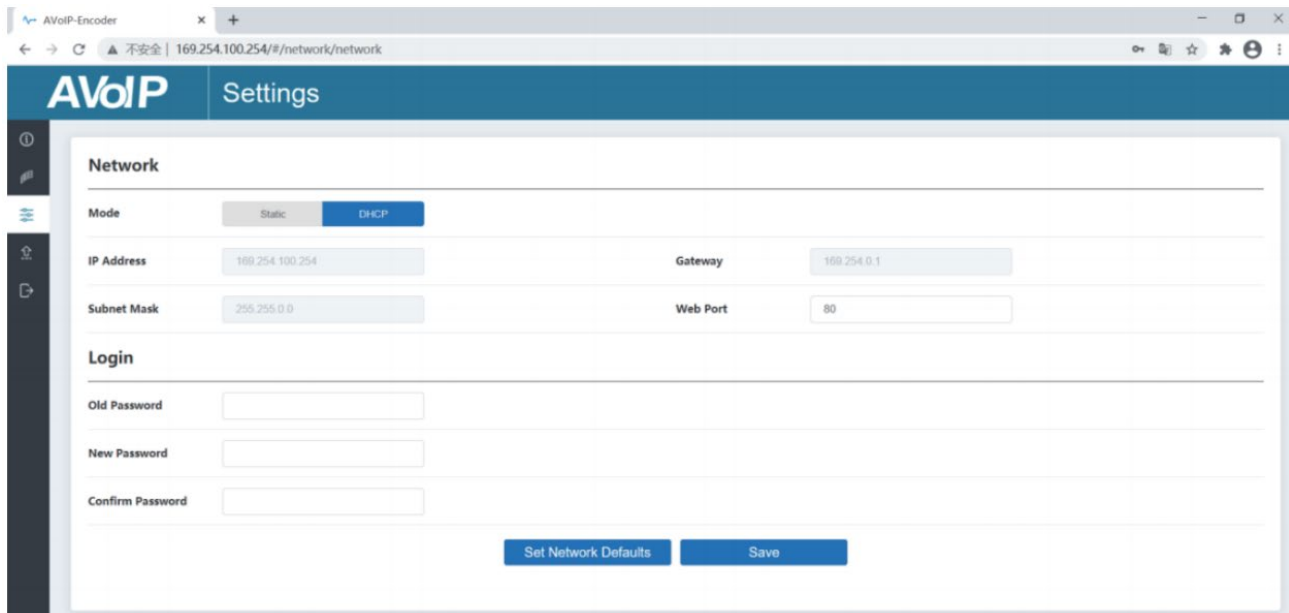 AVoIP-Encoder
不安全 | 169.254.100.254/#/network/network
AVoIP Settings
Network
Mode Static DHCP
IP Address 169.254.100.254 Gateway 169.254.0.1
Subnet Mask 255.255.0.0 Web Port 80
Login
Old Password
New Password
Confirm Password
Set Network Defaults Save